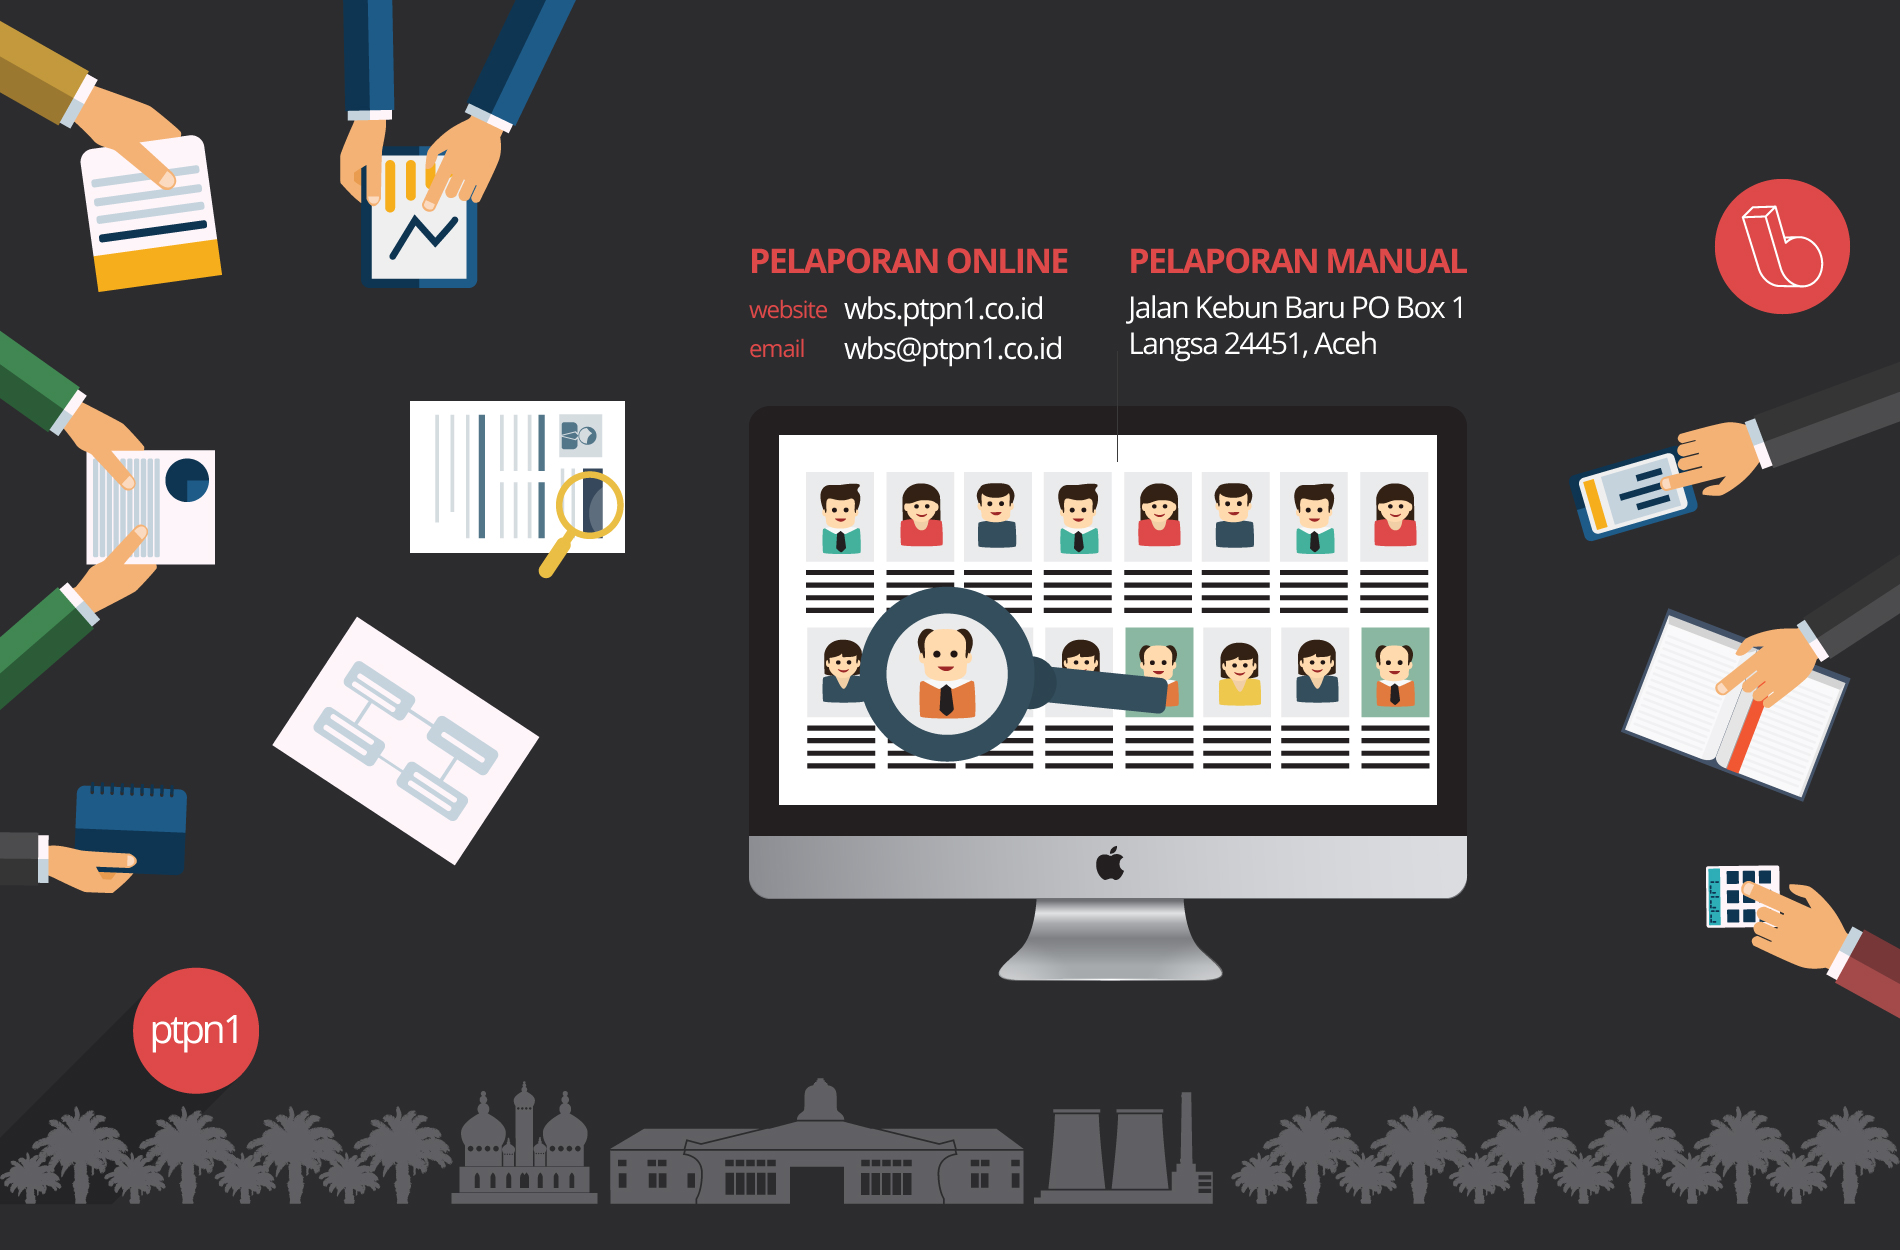 PELAPORAN ONLINE
website wbs.ptpn1.co.id
email wbs@ptpn1.co.id
PELAPORAN MANUAL
Jalan Kebun Baru PO Box 1
Langsa 24451, Aceh
ptpn1